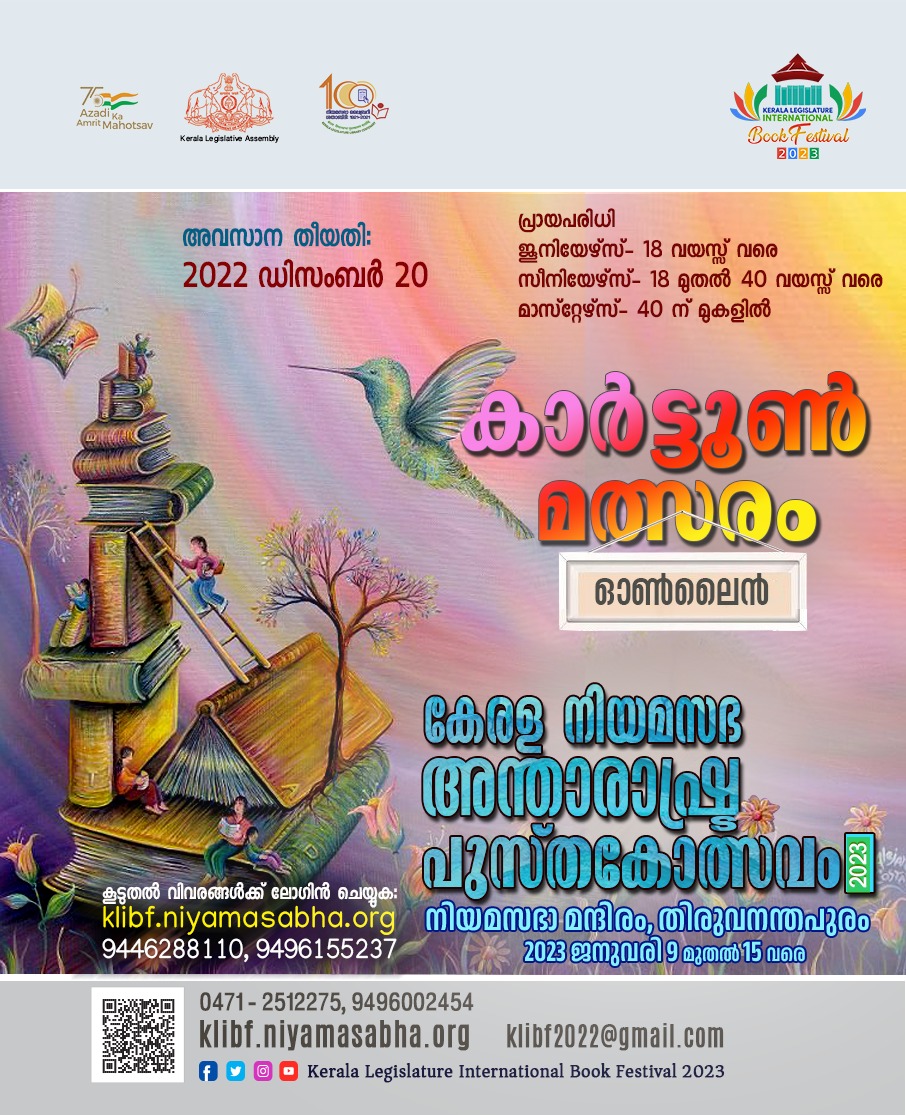 75
Azadi Ka
Amrit Mahotsav
Kerala Legislative Assembly
100
KERALA LEGISLATURE
INTERNATIONAL
Book Festival
2023
അവസാന തീയതി:
2022 ഡിസംബർ 20
പ്രായപരിധി
ജൂനിയേഴ്സ്- 18 വയസ്സ് വരെ
സീനിയേഴ്സ്- 18 മുതൽ 40 വയസ്സ് വരെ
മാസ്റ്റേഴ്സ്- 40 ന് മുകളിൽ
കാർട്ടൂൺ
മത്സരം
ഓൺലൈൻ
കേരള നിയമസഭ
അന്താരാഷ്ട്ര
പുസ്തകോത്സവം 2023
നിയമസഭാ മന്ദിരം, തിരുവനന്തപുരം
2023 ജനുവരി 9 മുതൽ 15 വരെ
കൂടുതൽ വിവരങ്ങൾക്ക് ലോഗിൻ ചെയ്യുക:
klibf.niyamasabha.org
9446288110, 9496155237
0471 - 2512275, 9496002454
klibf.niyamasabha.org klibf2022@gmail.com
Kerala Legislature International Book Festival 2023